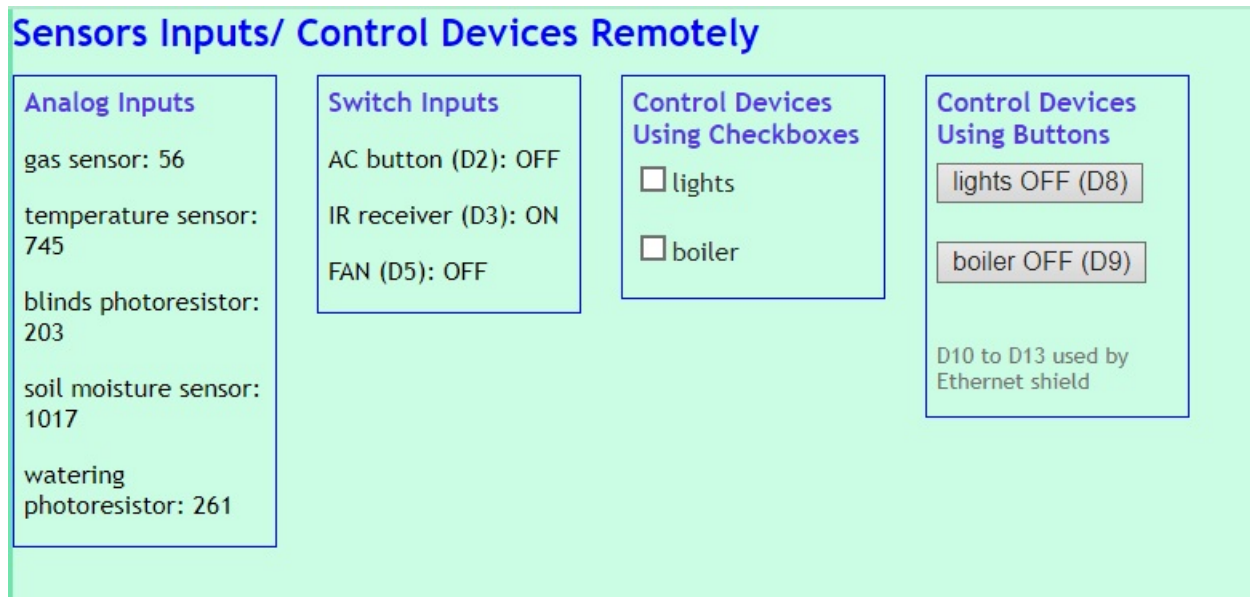 Sensors Inputs/ Control Devices Remotely
Analog Inputs
gas sensor: 56
temperature sensor:
745
blinds photoresistor:
203
soil moisture sensor:
1017
watering
photoresistor: 261
Switch Inputs
AC button (D2): OFF
IR receiver (D3): ON
FAN (D5): OFF
Control Devices
Using Checkboxes
lights
boiler
Control Devices
Using Buttons
lights OFF (D8)
boiler OFF (D9)
D10 to D13 used by
Ethernet shield